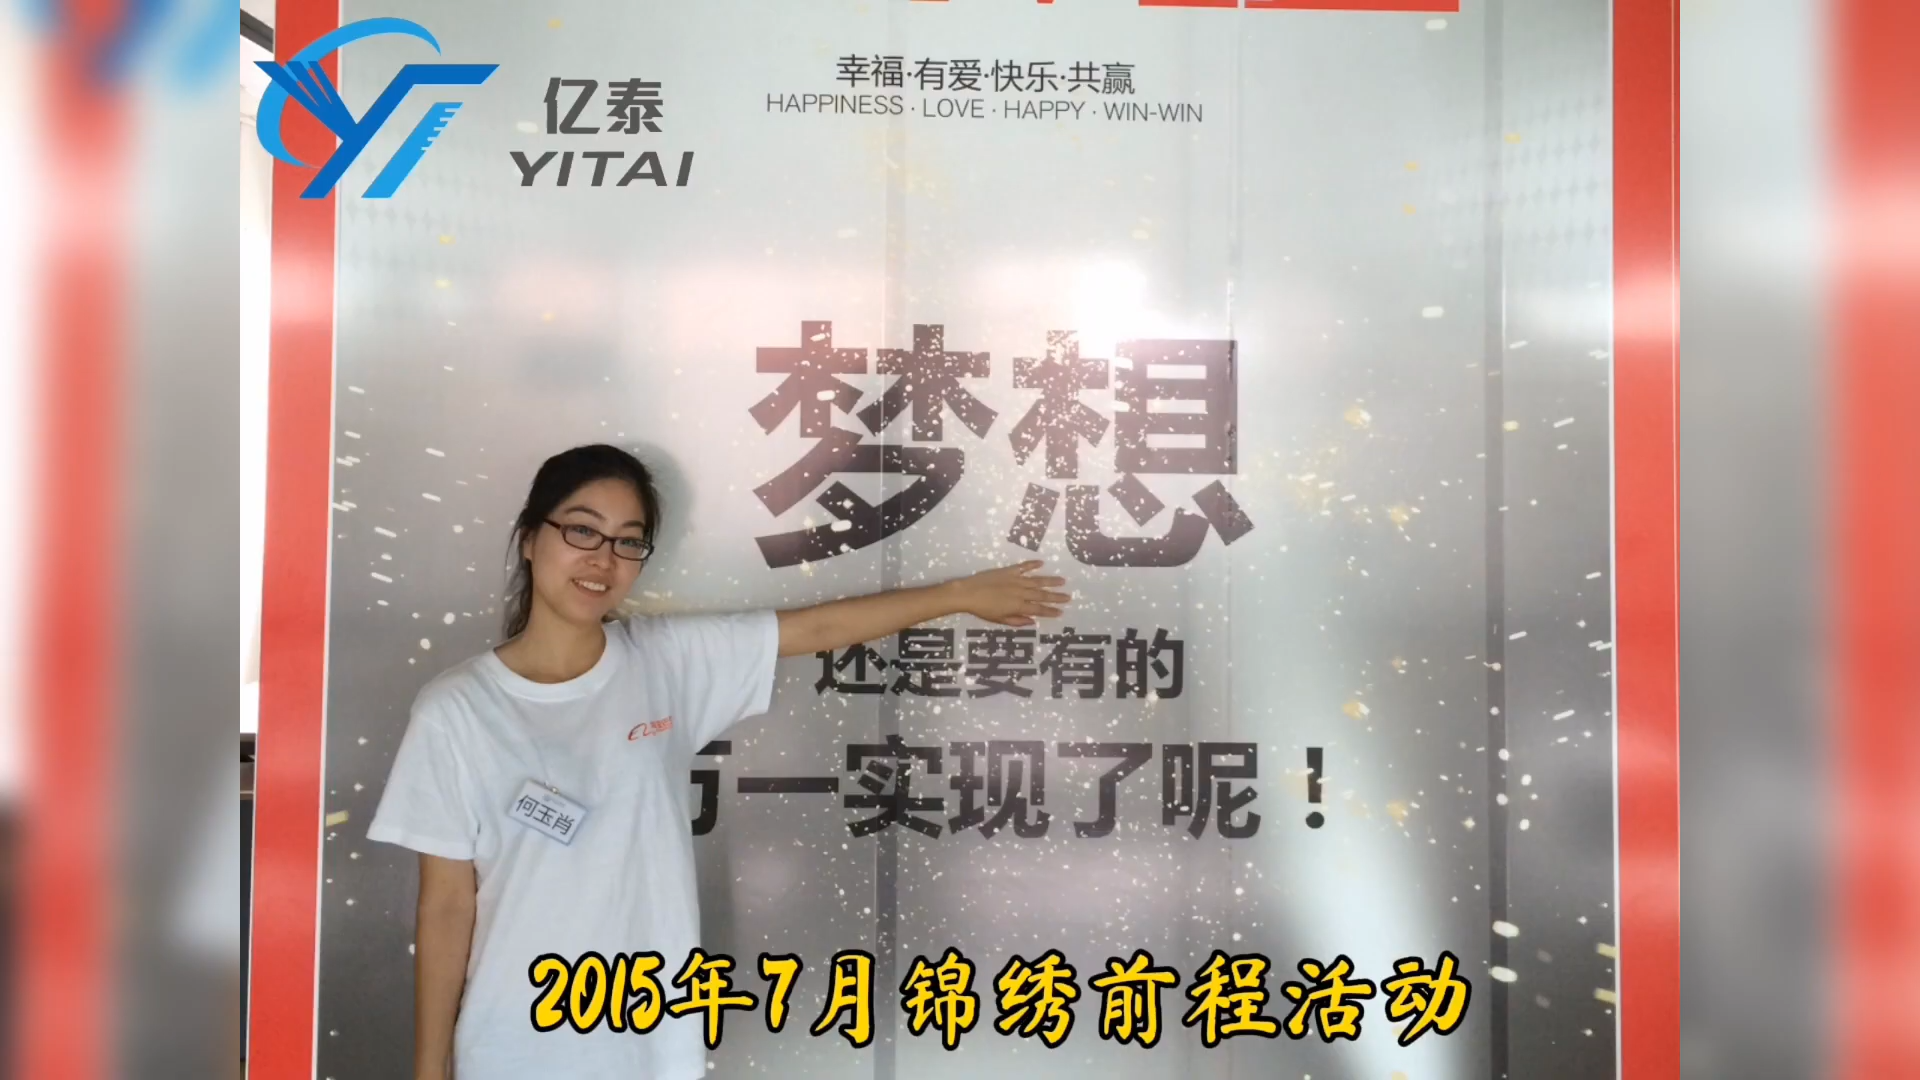 亿泰
YITAI
幸福·有爱·快乐·共赢
HAPPINESS · LOVE · HAPPY · WIN-WIN
梦想
还是要有的
万一实现了呢！
何玉肖
2015年7月锦绣前程活动